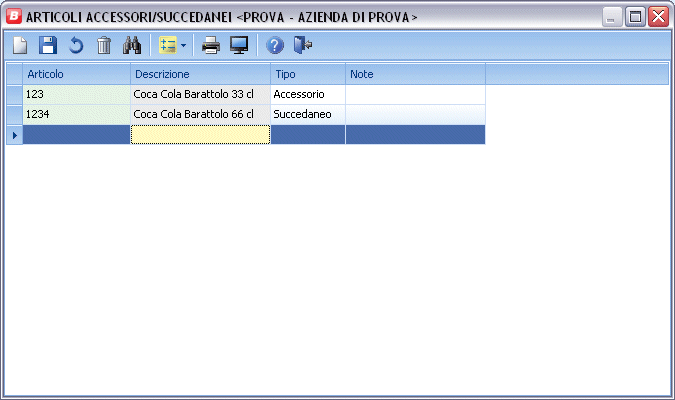 B ARTICOLI ACCESSORI/SUCCEDANEI <PROVA - AZIENDA DI PROVA>
Articolo Descrizione Tipo Note
123 Coca Cola Barattolo 33 cl Accessorio
1234 Coca Cola Barattolo 66 cl Succedaneo